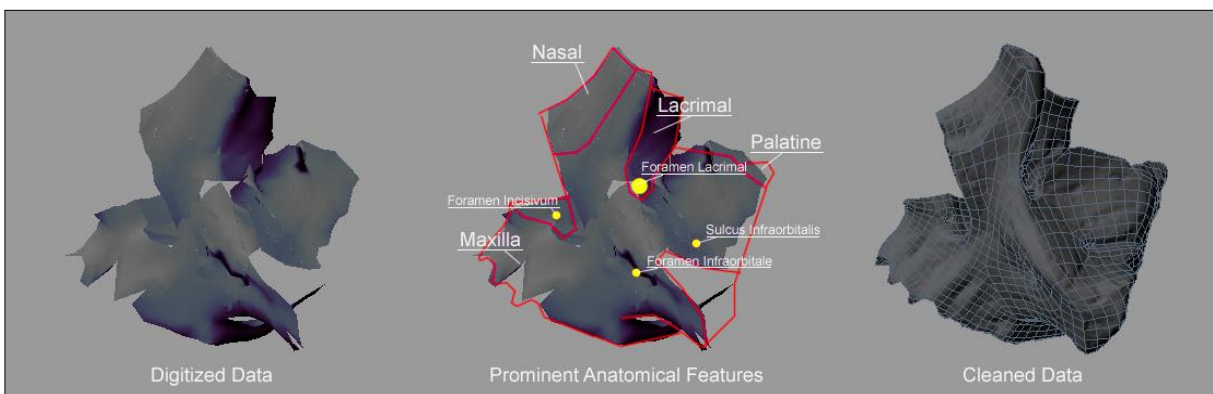 Nasal
Lacrimal
Palatine
Foramen Lacrimal
Foramen Incisivum
Sulcus Infraorbitalis
Maxilla
Foramen Infraorbitale
Digitized Data
Prominent Anatomical Features
Cleaned Data